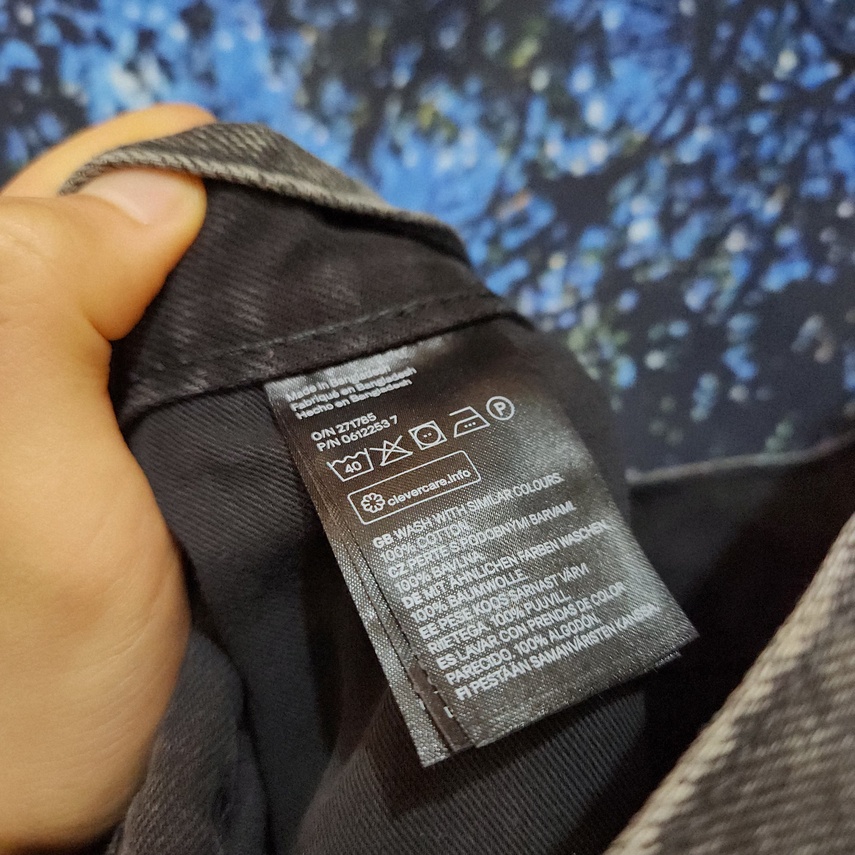 Made in Bangladesh
Fabriqué en Bangladesh
Hecho en Bangladesh
O/N 271785
P/N 0612253 7
40
P
clevercare.info
GB WASH WITH SIMILAR COLOURS.
100% COTTON.
CZ PERTE S PODOBNÝMI BARVAMI.
100% BAVLNA.
DE MIT ÄHNLICHEN FARBEN WASCHEN.
100% BAUMWOLLE.
EE PESE KOOS SARNAST VÄRVI
RIIETEGA. 100% PUUVILL.
ES LAVAR CON PRENDAS DE COLOR
PARECIDO. 100% ALGODÓN.
FI PESTÄÄN SAMANVÄRISTEN KANSSA.